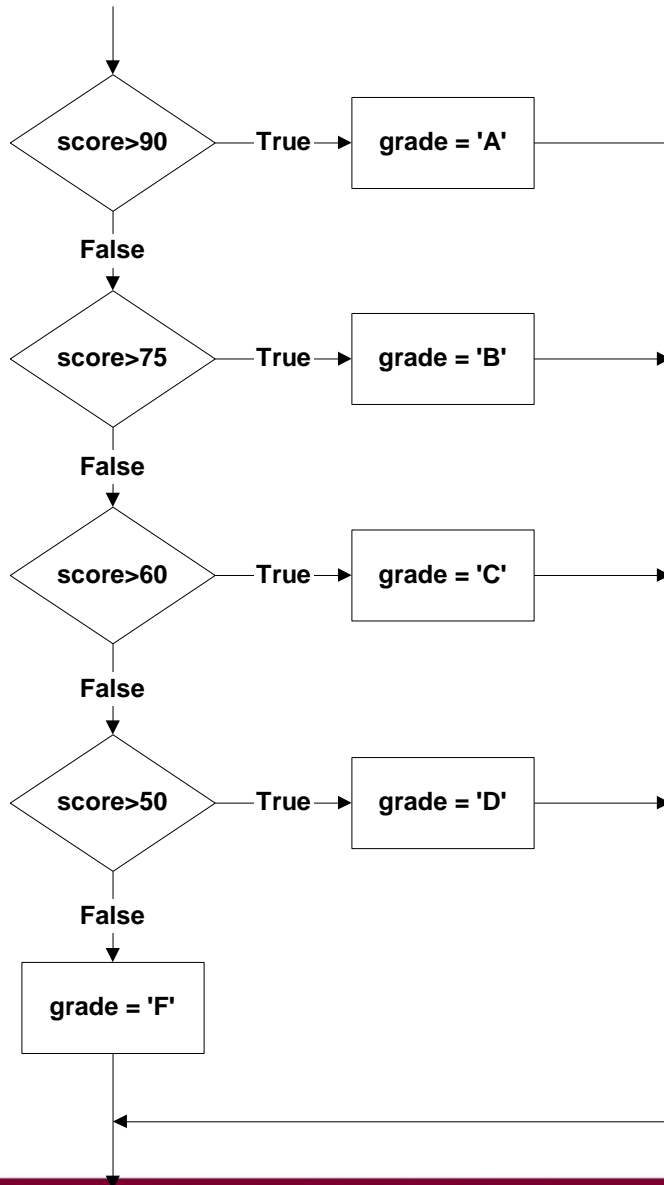 score>90
True
grade = 'A'
False
score>75
True
grade = 'B'
False
score>60
True
grade = 'C'
False
score>50
True
grade = 'D'
False
grade = 'F'